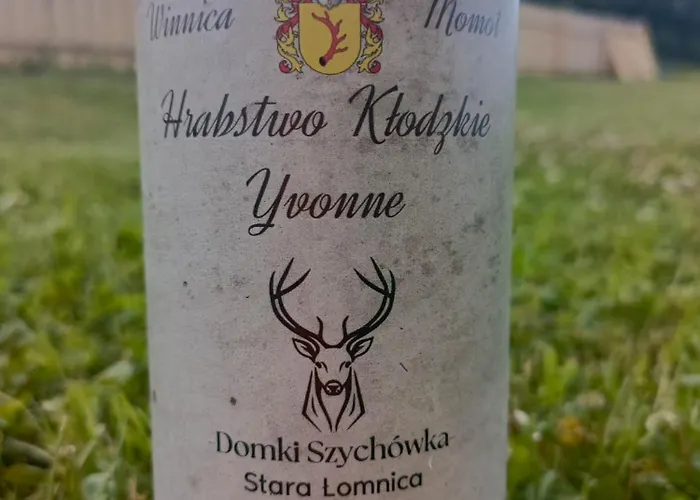 Winnica Momot
Hrabstwo Kłodzkie
Yvonne
Domki Szychówka
Stara Łomnica